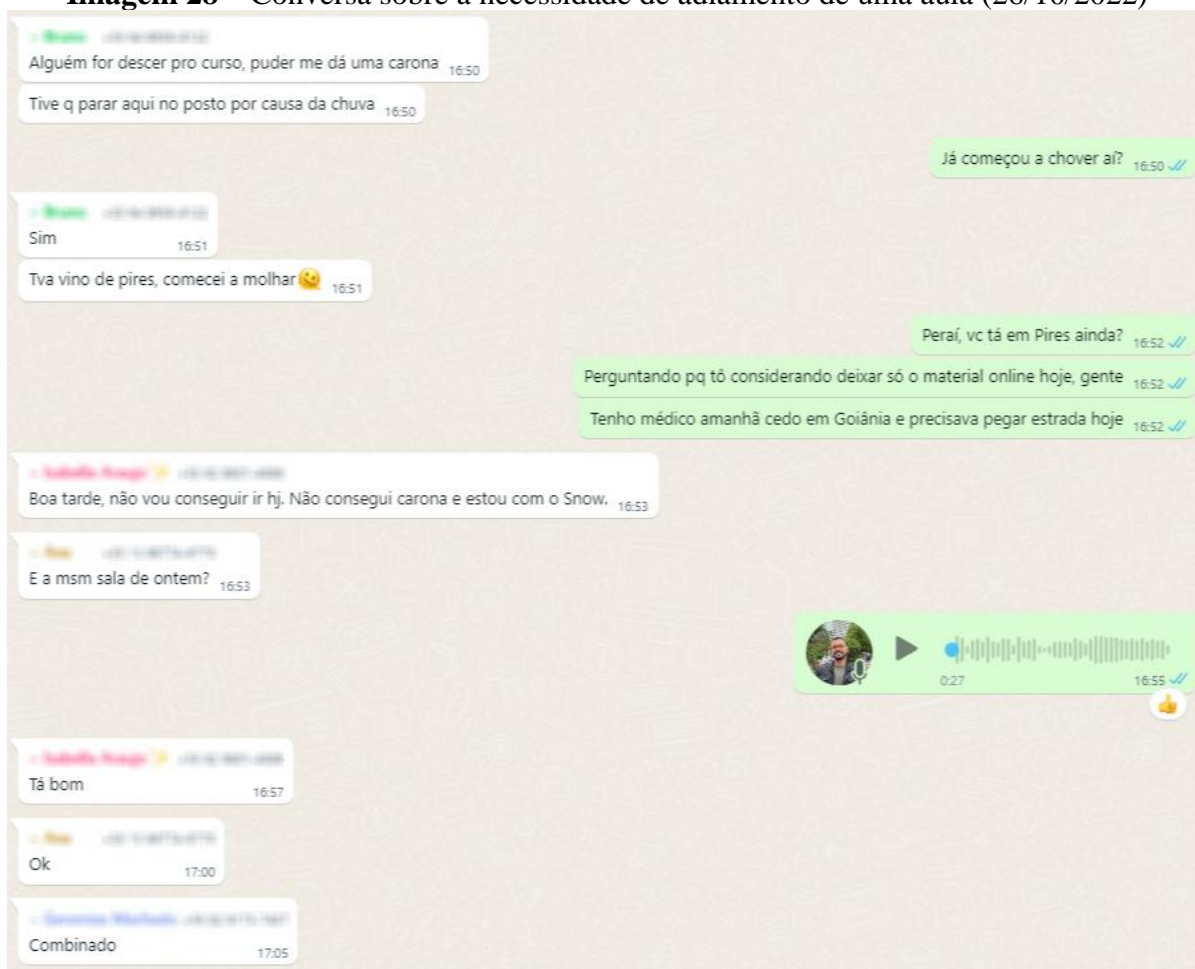 Imagem 28 – Conversa sobre a necessidade de adiamento de uma aula (26/10/2022)
Alguém for descer pro curso, puder me dá uma carona 16:50
Tive q parar aqui no posto por causa da chuva 16:50
Já começou a chover aí? 16:50
Sim 16:51
Tva vino de pires, comecei a molhar🫠 16:51
Peraí, vc tá em Pires ainda? 16:52
Perguntando pq tô considerando deixar só o material online hoje, gente 16:52
Tenho médico amanhã cedo em Goiânia e precisava pegar estrada hoje 16:52
Boa tarde, não vou conseguir ir hj. Não consegui carona e estou com o Snow. 16:53
E a msm sala de ontem? 16:53
0:27 16:55
Tá bom 16:57
Ok 17:00
Combinado 17:05